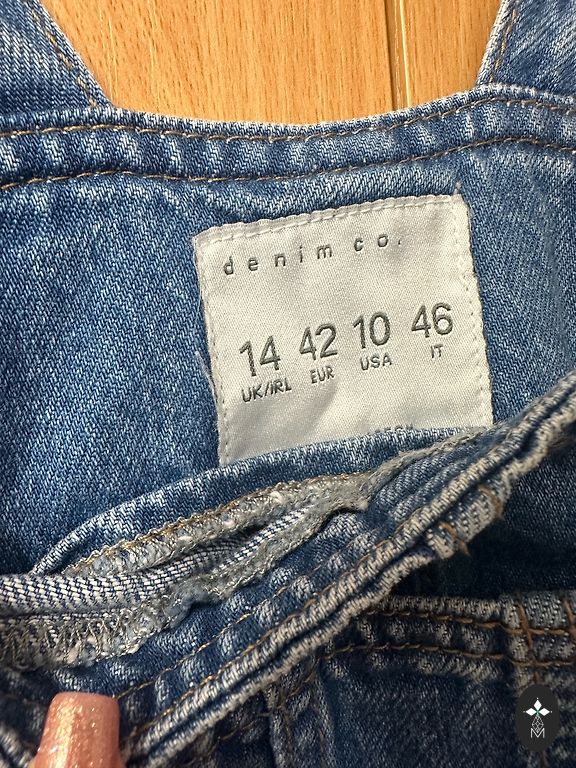 denim co.
14 42 10 46
UK/IRL EUR USA IT